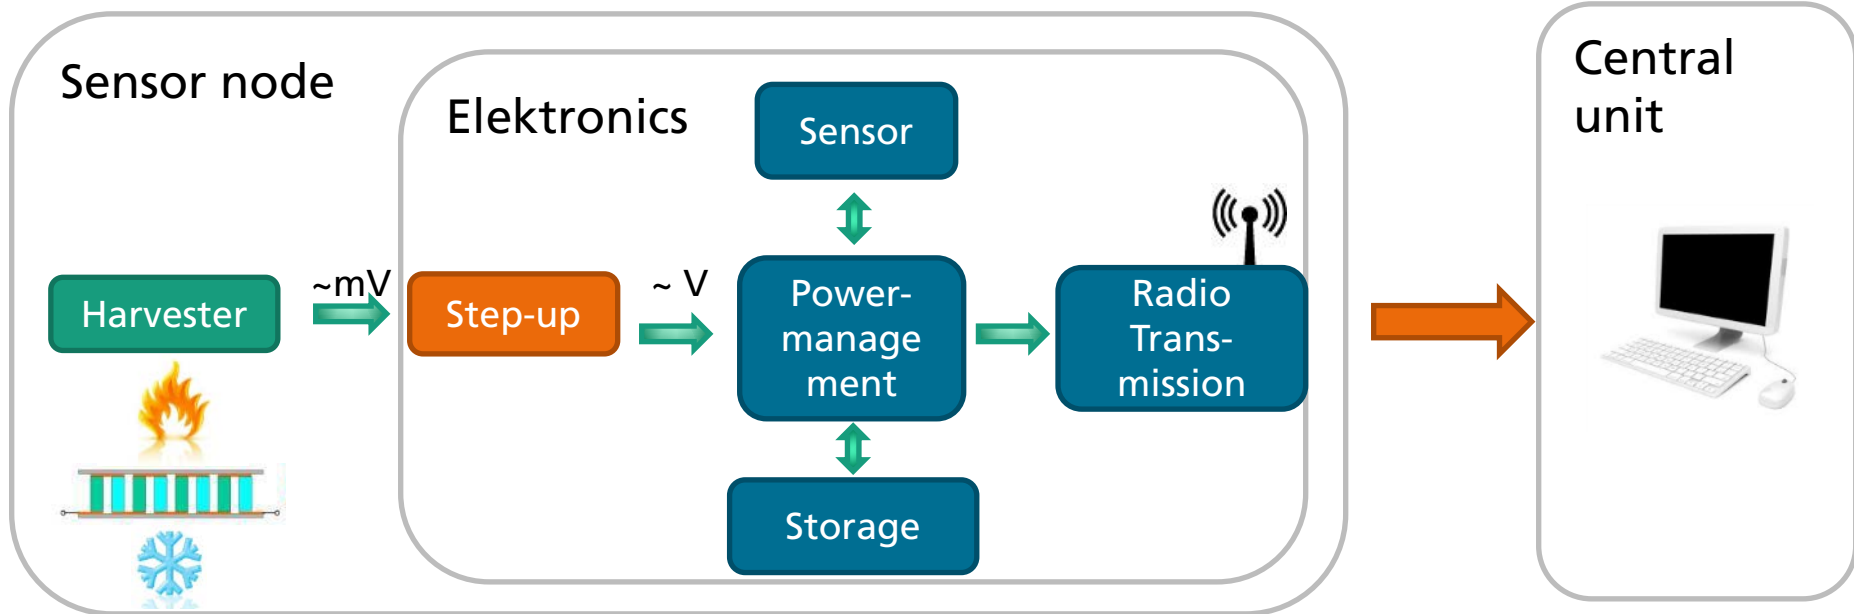 Sensor node
Elektronics
Sensor
Central
unit
Harvester
~mV
Step-up
~ V
Power-
manage
ment
Radio
Trans-
mission
Storage